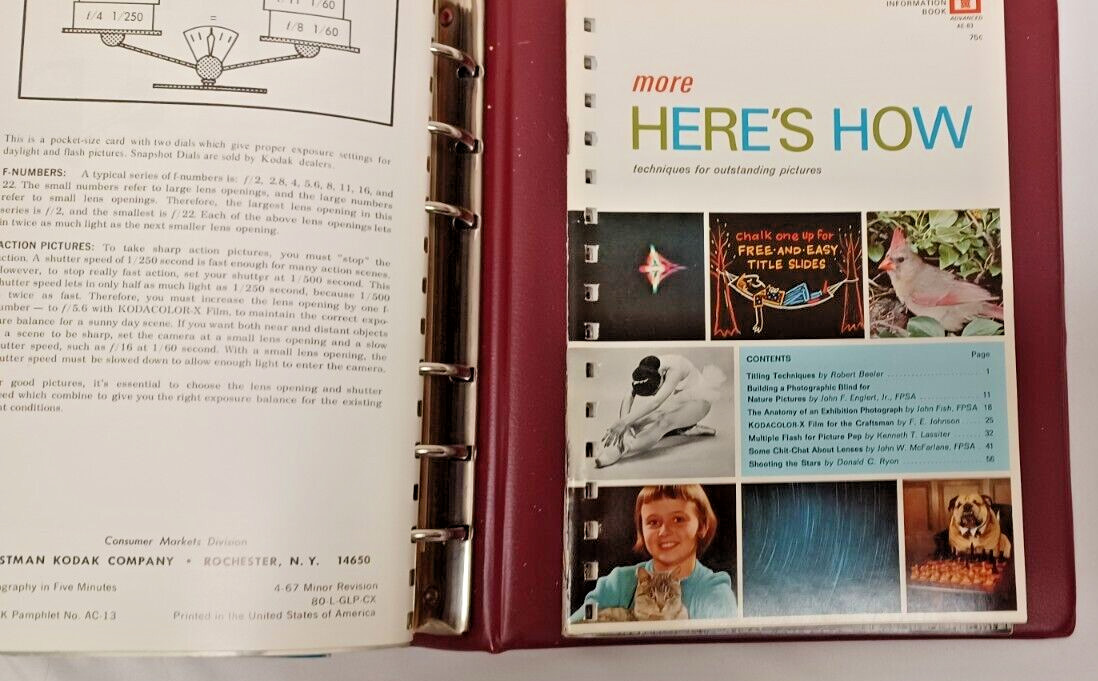 f/4 1/250
f/11 1/60
f/8 1/60
=
This is a pocket-size card with two dials which give proper exposure settings for
daylight and flash pictures. Snapshot Dials are sold by Kodak dealers.
F-NUMBERS: A typical series of f-numbers is: f/2, 2.8, 4, 5.6, 8, 11, 16, and
22. The small numbers refer to large lens openings, and the large numbers
refer to small lens openings. Therefore, the largest lens opening in this
series is f/2, and the smallest is f/22. Each of the above lens openings lets
in twice as much light as the next smaller lens opening.
ACTION PICTURES: To take sharp action pictures, you must "stop" the
ction. A shutter speed of 1/250 second is fast enough for many action scenes.
However, to stop really fast action, set your shutter at 1/500 second. This
hutter speed lets in only half as much light as 1/250 second, because 1/500
twice as fast. Therefore, you must increase the lens opening by one f-
umber — to f/5.6 with KODACOLOR-X Film, to maintain the correct expo-
re balance for a sunny day scene. If you want both near and distant objects
a scene to be sharp, set the camera at a small lens opening and a slow
utter speed, such as f/16 at 1/60 second. With a small lens opening, the
utter speed must be slowed down to allow enough light to enter the camera.
r good pictures, it's essential to choose the lens opening and shutter
eed which combine to give you the right exposure balance for the existing
ht conditions.
Consumer Markets Division
STMAN KODAK COMPANY • ROCHESTER, N. Y. 14650
ography in Five Minutes
4-67 Minor Revision
80-L-GLP-CX
K Pamphlet No. AC-13
Printed in the United States of America
INFORMATION
BOOK
ADVANCED
AE-83
75¢
more
HERE'S HOW
techniques for outstanding pictures
Chalk one up for
FREE-AND-EASY
TITLE SLIDES
CONTENTS Page
Titling Techniques by Robert Beeler 1
Building a Photographic Blind for
Nature Pictures by John F. Englert, Jr., FPSA 11
The Anatomy of an Exhibition Photograph by John Fish, FPSA 18
KODACOLOR-X Film for the Craftsman by F. E. Johnson 25
Multiple Flash for Picture Pep by Kenneth T. Lassiter 32
Some Chit-Chat About Lenses by John W. McFarlane, FPSA 41
Shooting the Stars by Donald C. Ryon 56